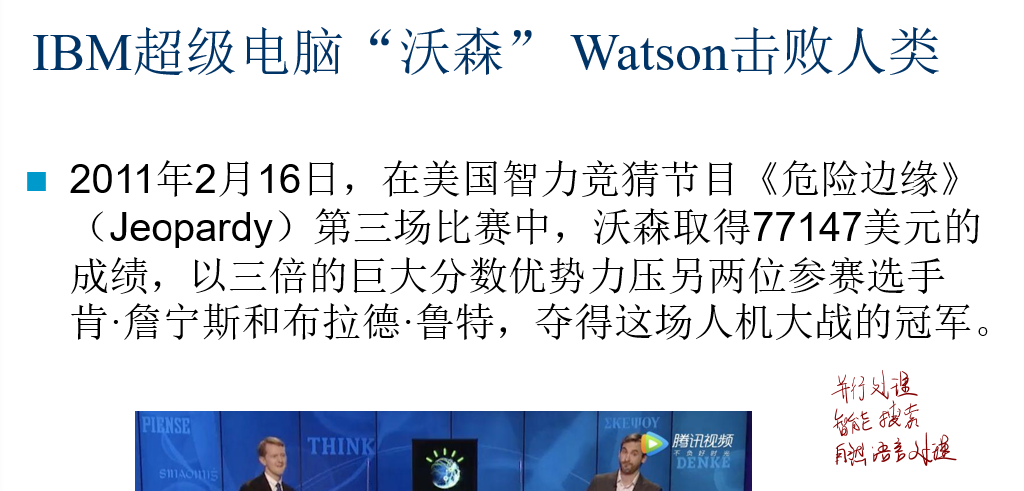 IBM超级电脑“沃森” Watson击败人类
2011年2月16日，在美国智力竞猜节目《危险边缘》
（Jeopardy）第三场比赛中，沃森取得77147美元的
成绩，以三倍的巨大分数优势力压另两位参赛选手
肯·詹宁斯和布拉德·鲁特，夺得这场人机大战的冠军。
并行处理
智能搜索
自然语言处理
PIENSE
THINK
ΣΚΕΨΟΥ
腾讯视频
不负好时光
DENKE